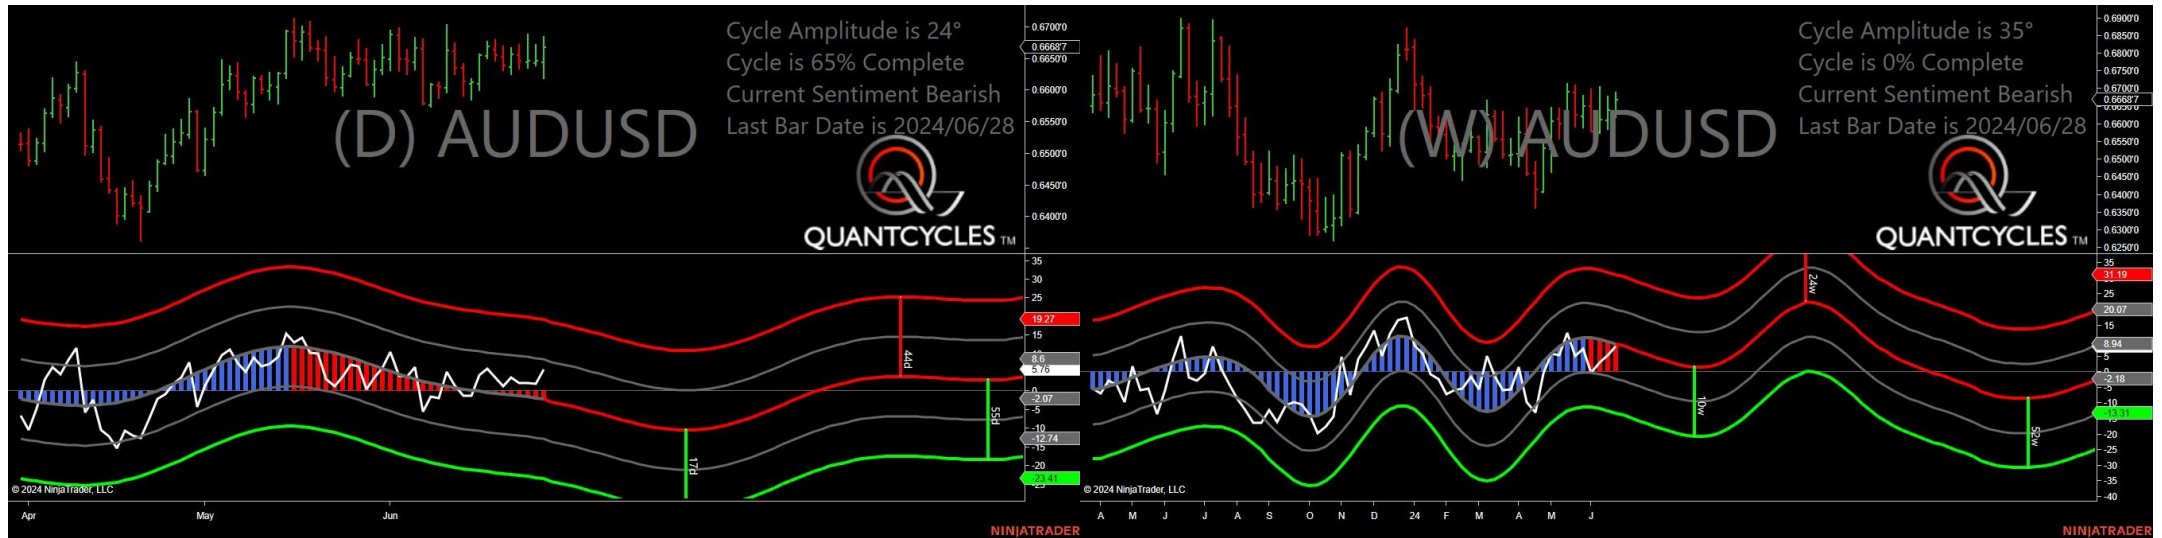 Cycle Amplitude is 24°
Cycle is 65% Complete
Current Sentiment Bearish
Last Bar Date is 2024/06/28
(D) AUDUSD
QUANTCYCLES TM
0.6700'0
0.6668'7
0.6650'0
0.6600'0
0.6550'0
0.6500'0
0.6450'0
0.6400'0
35
30
25
19.27
15
8.6
5.76
0
-2.07
-5
-10
-12.74
-20
-23.41
44d
55d
17d
© 2024 NinjaTrader, LLC
Apr
May
Jun
NINJATRADER
Cycle Amplitude is 35°
Cycle is 0% Complete
Current Sentiment Bearish
Last Bar Date is 2024/06/28
(W) AUDUSD
QUANTCYCLES TM
0.6900'0
0.6850'0
0.6800'0
0.6750'0
0.6700'0
0.6668'7
0.6600'0
0.6550'0
0.6500'0
0.6450'0
0.6400'0
0.6350'0
0.6300'0
0.6250'0
35
31.19
25
20.07
15
8.94
5
-2.18
-5
-10
-13.31
-20
-25
-30
-35
-40
24w
10w
52w
© 2024 NinjaTrader, LLC
A M J J A S O N D 24 F M A M J
NINJATRADER